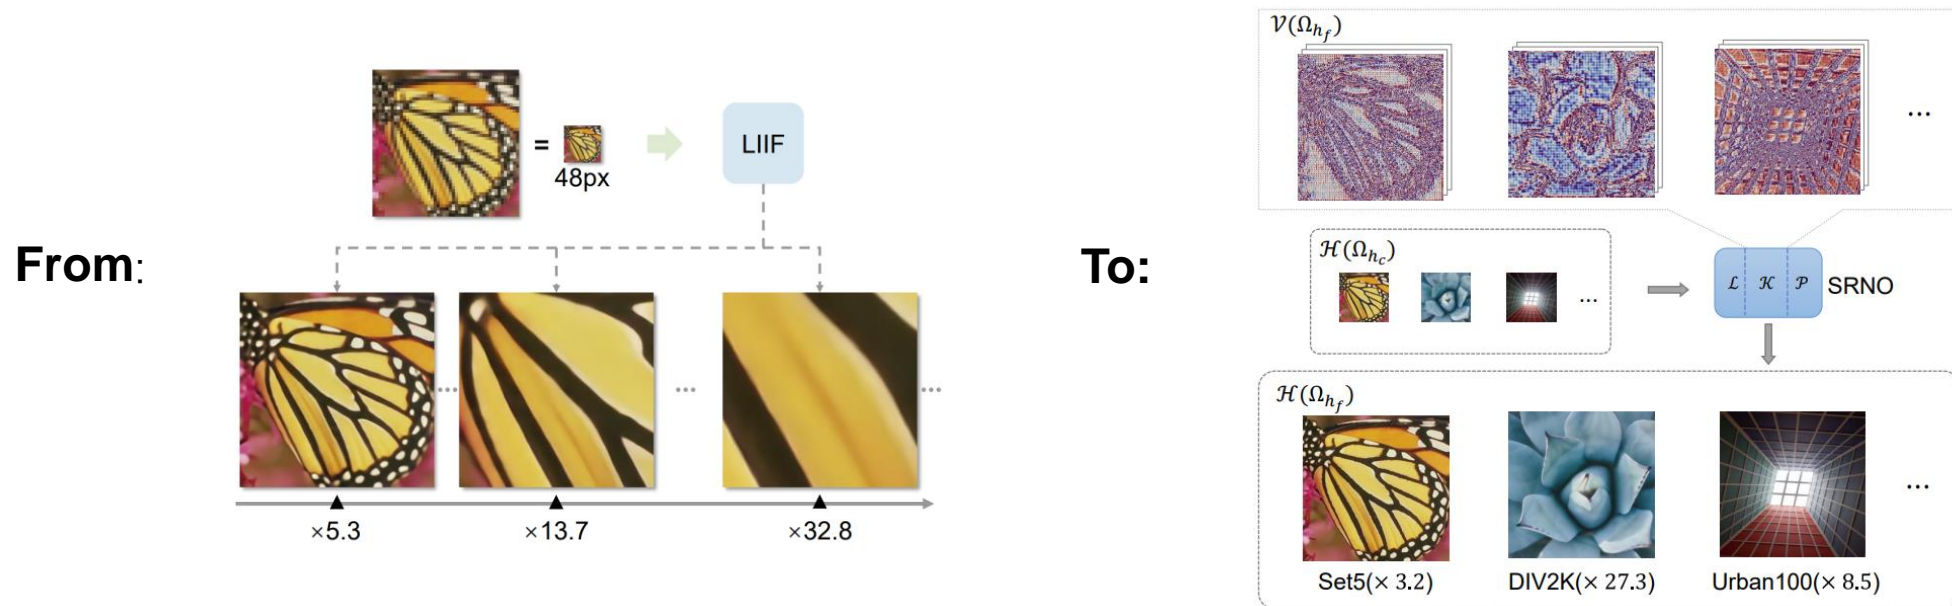 From:
=
48px
LIIF
...
...
...
×5.3
×13.7
×32.8
To:
𝒱(Ω_{h_f})
...
ℋ(Ω_{h_c})
...
ℒ 𝒦 𝒫
SRNO
ℋ(Ω_{h_f})
...
Set5(× 3.2)
DIV2K(× 27.3)
Urban100(× 8.5)